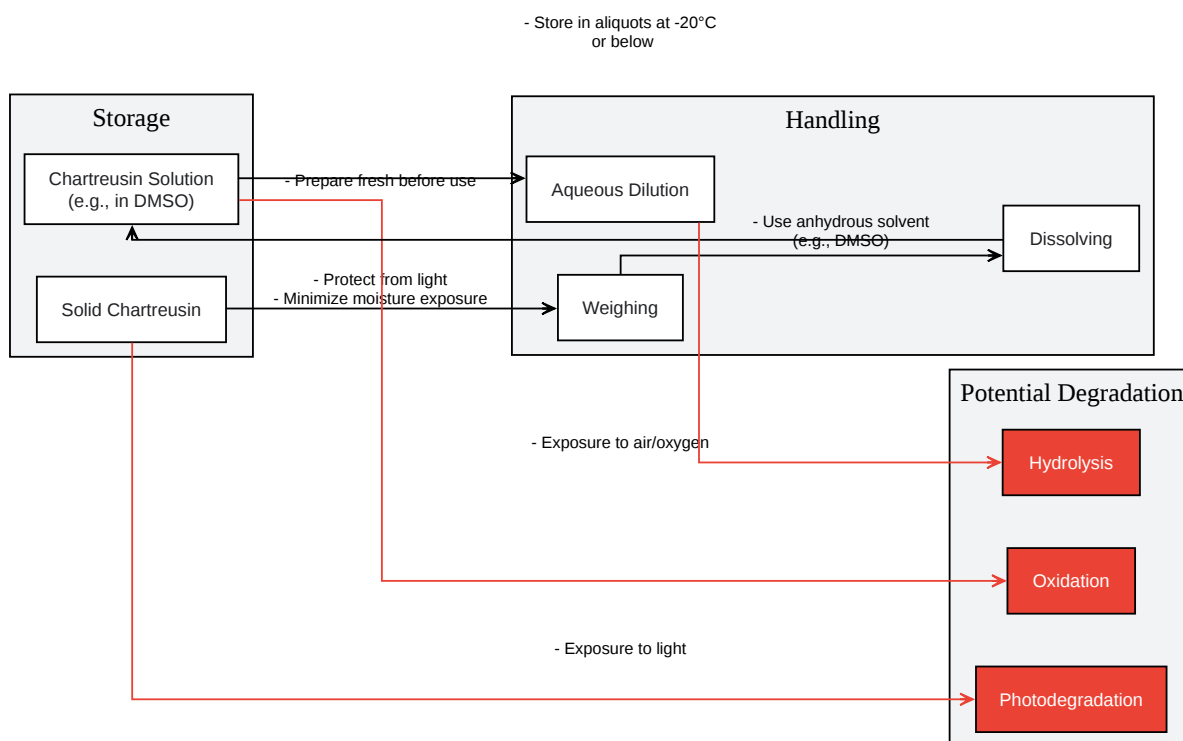 - Store in aliquots at -20°C
or below
Storage
Handling
Chartreusin Solution
(e.g., in DMSO)
- Prepare fresh before use
Aqueous Dilution
- Use anhydrous solvent
(e.g., DMSO)
Dissolving
Solid Chartreusin
- Protect from light
- Minimize moisture exposure
Weighing
Potential Degradation
- Exposure to air/oxygen
Hydrolysis
Oxidation
- Exposure to light
Photodegradation